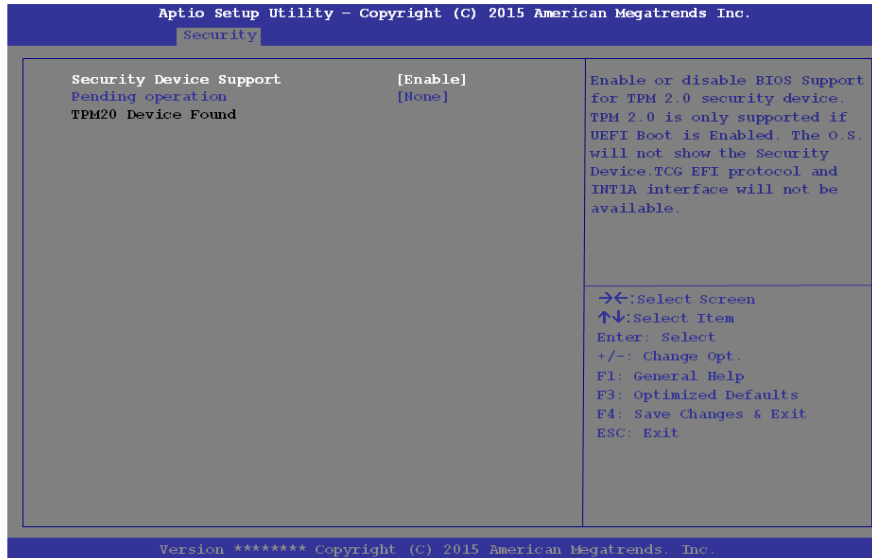 Aptio Setup Utility – Copyright (C) 2015 American Megatrends Inc.
Security
Security Device Support [Enable]
Pending operation [None]
TPM20 Device Found
Enable or disable BIOS Support
for TPM 2.0 security device.
TPM 2.0 is only supported if
UEFI Boot is Enabled. The O.S.
will not show the Security
Device.TCG EFI protocol and
INT1A interface will not be
available.
→←:Select Screen
↑↓:Select Item
Enter: Select
+/-: Change Opt.
F1: General Help
F3: Optimized Defaults
F4: Save Changes & Exit
ESC: Exit
Version ******** Copyright (C) 2015 American Megatrends. Inc.